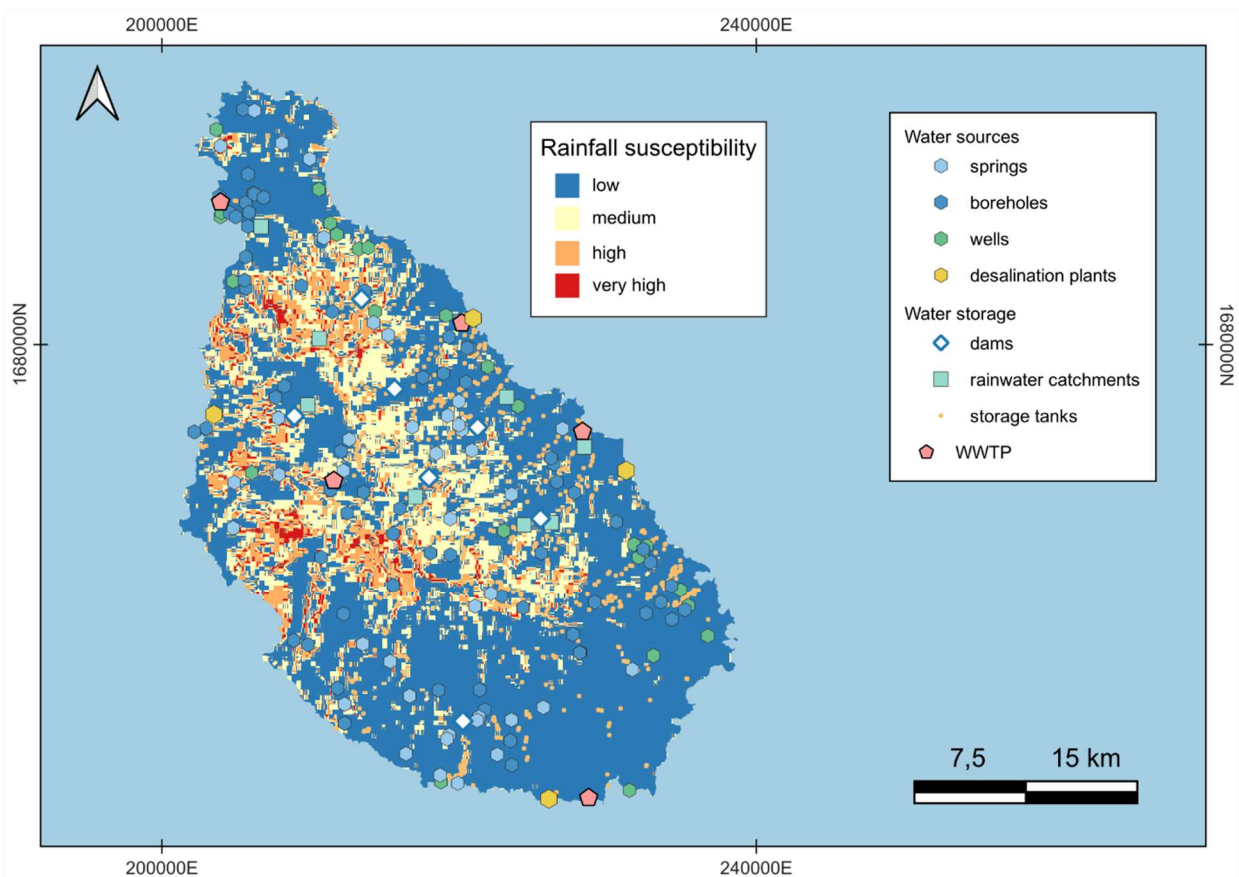 200000E
240000E
Rainfall susceptibility
low
medium
high
very high
Water sources
springs
boreholes
wells
desalination plants
Water storage
dams
rainwater catchments
storage tanks
WWTP
1680000N
1680000N
7,5
15 km
200000E
240000E